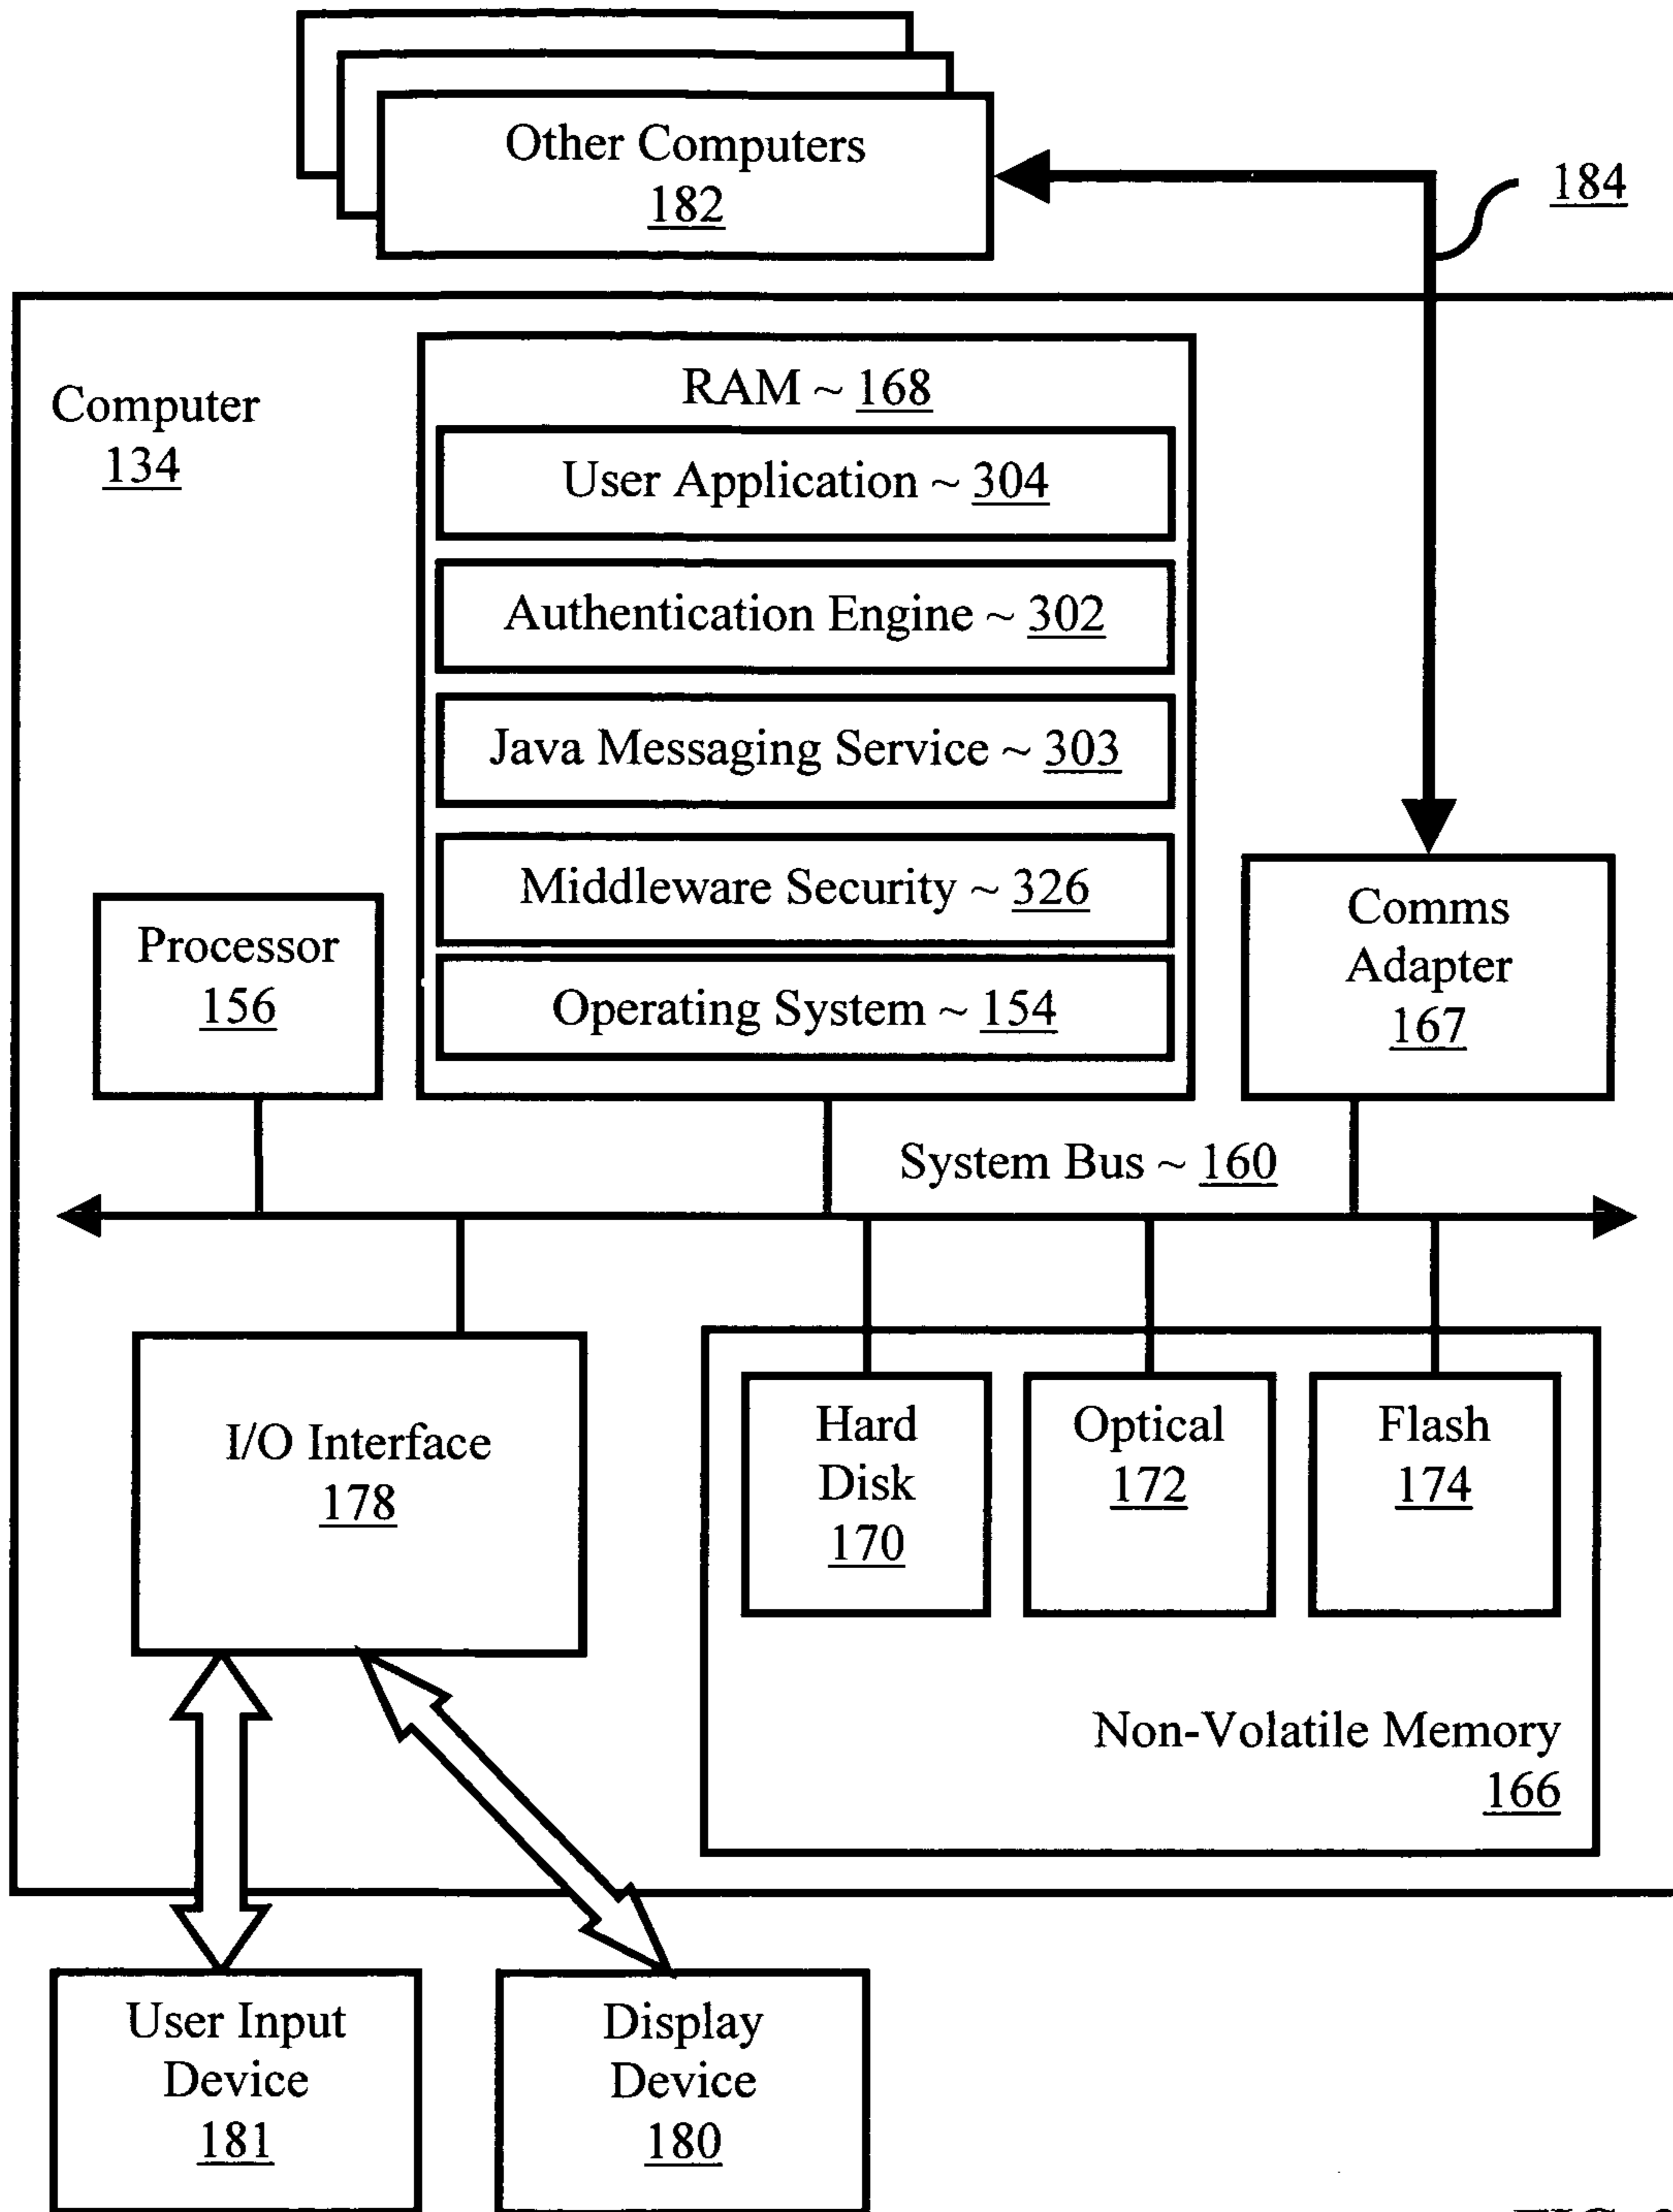 Other Computers
182
184
Computer
134
RAM ~ 168
User Application ~ 304
Authentication Engine ~ 302
Java Messaging Service ~ 303
Middleware Security ~ 326
Operating System ~ 154
Processor
156
Comms
Adapter
167
System Bus ~ 160
I/O Interface
178
Hard
Disk
170
Optical
172
Flash
174
Non-Volatile Memory
166
User Input
Device
181
Display
Device
180